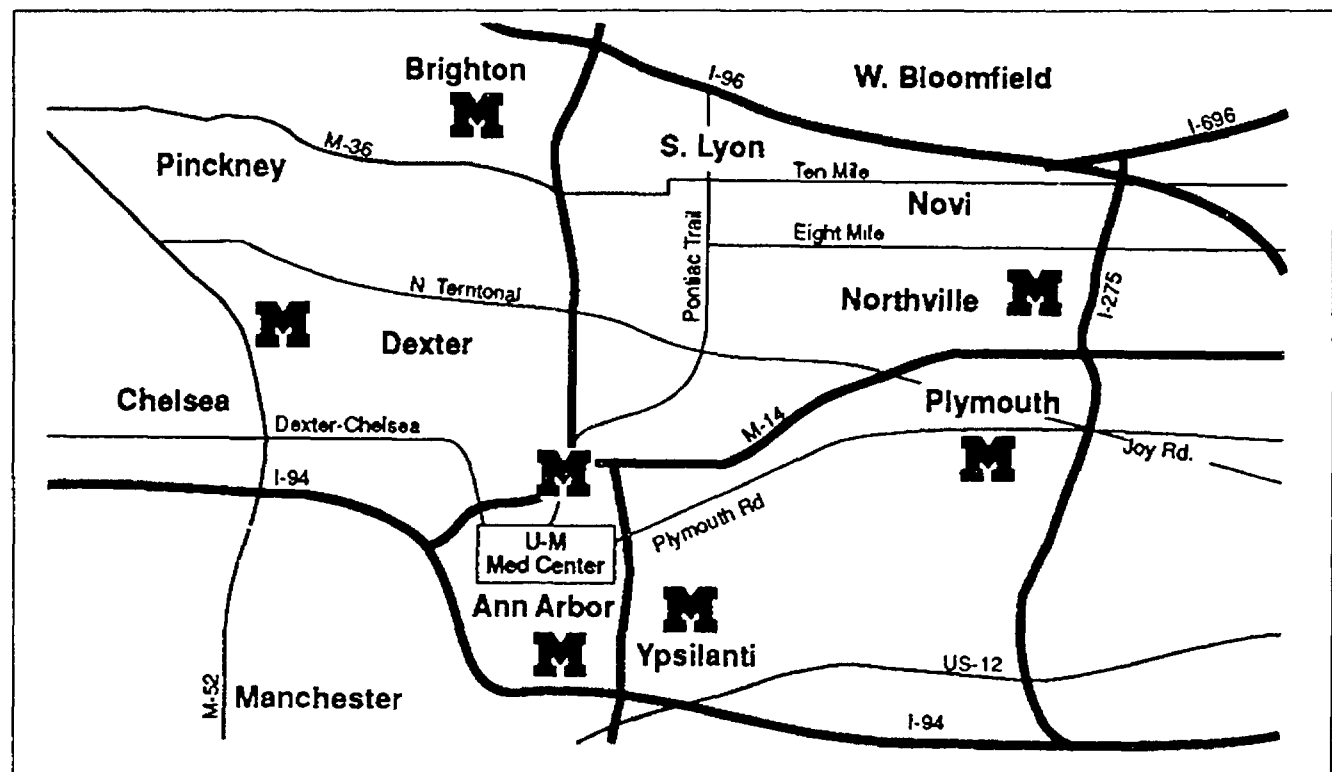 Brighton
M
I-96
W. Bloomfield
I-696
M-36
S. Lyon
Pinckney
Ten Mile
Novi
Pontiac Trail
Eight Mile
N Terntonal
Northville
M
I-275
M
Dexter
Chelsea
Plymouth
Dexter-Chelsea
M-14
Joy Rd.
M
M
I-94
Plymouth Rd
U-M
Med Center
Ann Arbor
M
M
Ypsilanti
US-12
M-52
Manchester
I-94